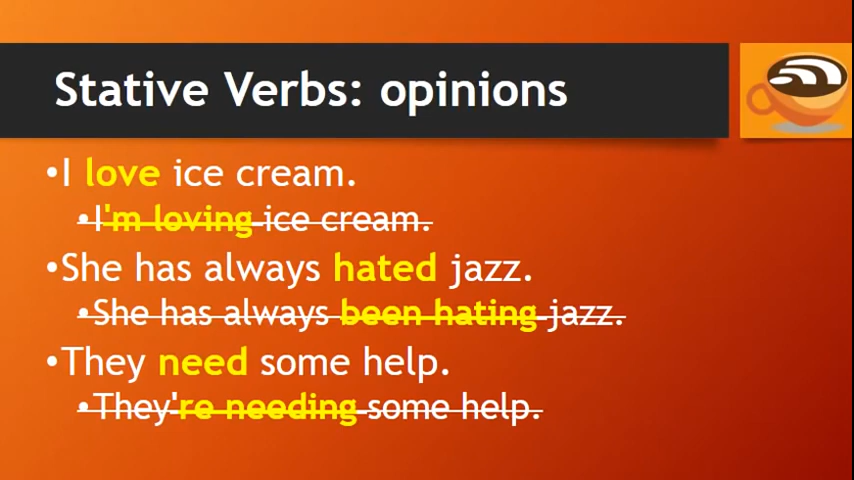 Stative Verbs: opinions
•I love ice cream.
•I'm loving ice cream.
•She has always hated jazz.
•She has always been hating jazz.
•They need some help.
•They're needing some help.